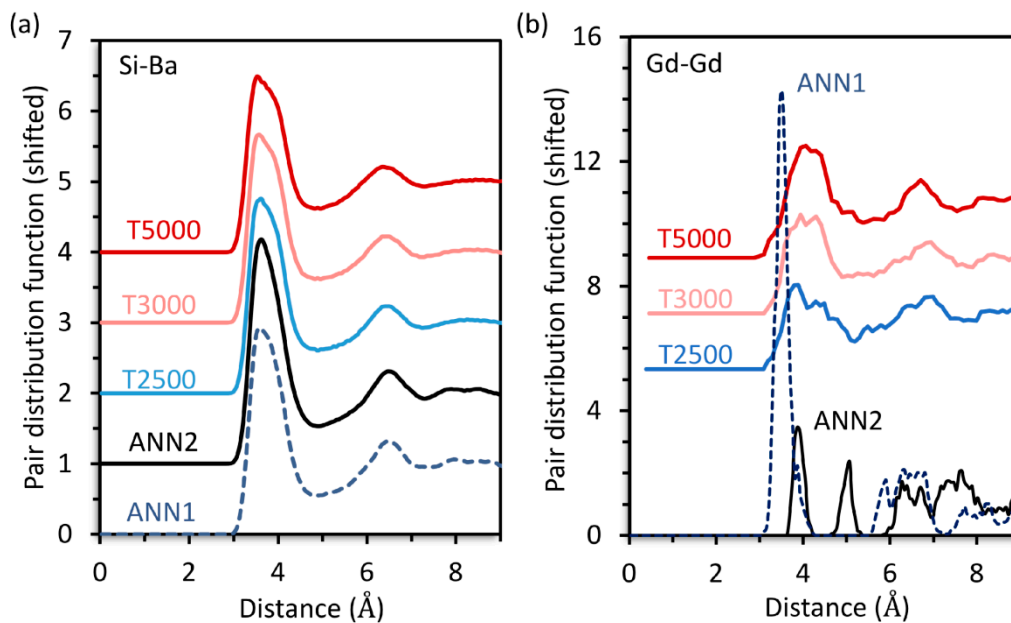 (a)
Pair distribution function (shifted)
7
6
5
4
3
2
1
0
Si-Ba
T5000
T3000
T2500
ANN2
ANN1
0 2 4 6 8
Distance (Å)
(b)
Pair distribution function (shifted)
16
12
8
4
0
Gd-Gd
ANN1
T5000
T3000
T2500
ANN2
0 2 4 6 8
Distance (Å)